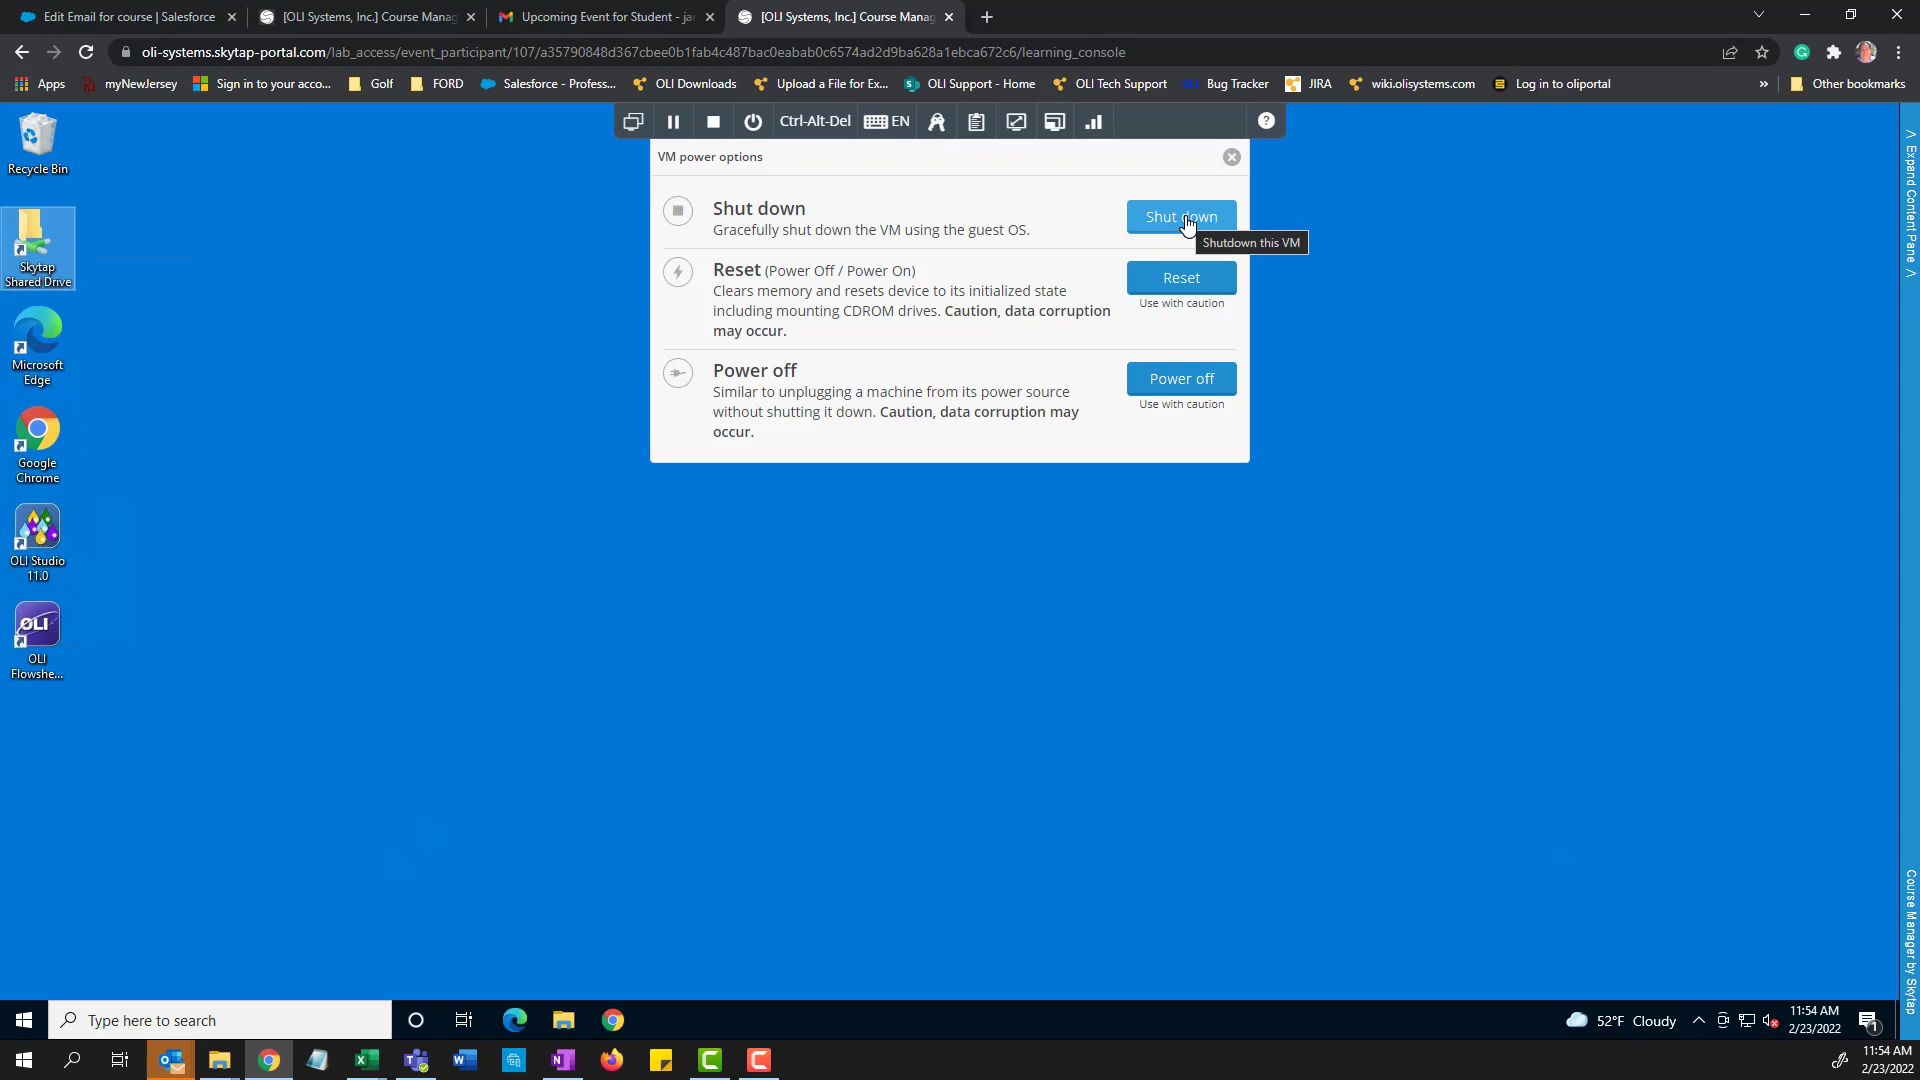 Edit Email for course | Salesforce
[OLI Systems, Inc.] Course Manag
Upcoming Event for Student - jar
[OLI Systems, Inc.] Course Manag
oli-systems.skytap-portal.com/lab_access/event_participant/107/a35790848d367cbee0b1fab4c487bac0eabab0c6574ad2d9ba628a1ebca672c6/learning_console
Apps
myNewJersey
Sign in to your acco...
Golf
FORD
Salesforce - Profess...
OLI Downloads
Upload a File for Ex...
OLI Support - Home
OLI Tech Support
Bug Tracker
JIRA
wiki.olisystems.com
Log in to oliportal
»
Other bookmarks
Ctrl-Alt-Del
EN
VM power options
Shut down
Gracefully shut down the VM using the guest OS.
Shut down
Shutdown this VM
Reset (Power Off / Power On)
Clears memory and resets device to its initialized state
including mounting CDROM drives. Caution, data corruption
may occur.
Reset
Use with caution
Power off
Similar to unplugging a machine from its power source
without shutting it down. Caution, data corruption may
occur.
Power off
Use with caution
Recycle Bin
Skytap
Shared Drive
Microsoft
Edge
Google
Chrome
OLI Studio
11.0
OLI
OLI
Flowshe...
< Expand Content Pane >
Course Manager by Skytap
Type here to search
52°F Cloudy
11:54 AM
2/23/2022
1
11:54 AM
2/23/2022